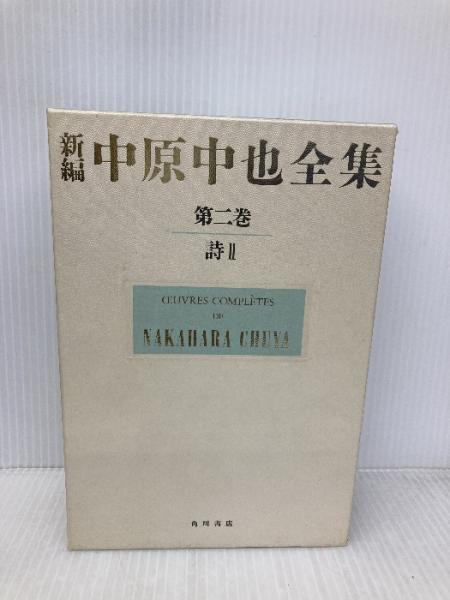 新編 中原中也全集
第二巻
詩Ⅱ
ŒUVRES COMPLÈTES
DE
NAKAHARA CHUYA
角川書店